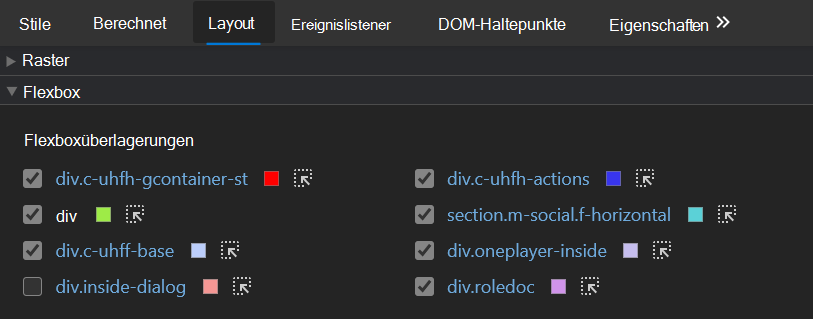 Stile Berechnet Layout Ereignislistener DOM-Haltepunkte Eigenschaften
Raster
Flexbox
Flexboxüberlagerungen
div.c-uhfh-gcontainer-st div.c-uhfh-actions
div section.m-social.f-horizontal
div.c-uhff-base div.oneplayer-inside
div.inside-dialog div.roledoc